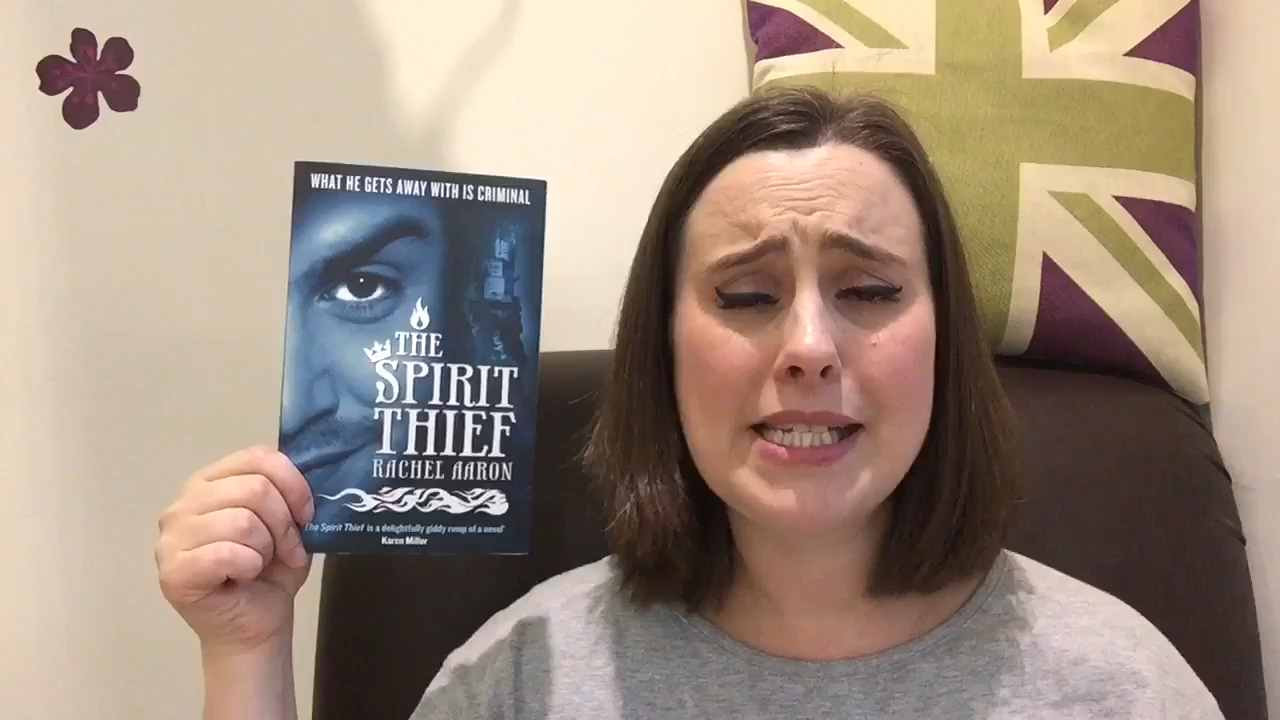 WHAT HE GETS AWAY WITH IS CRIMINAL
THE
SPIRIT
THIEF
RACHEL AARON
'The Spirit Thief is a delightfully giddy romp of a novel'
Karen Miller